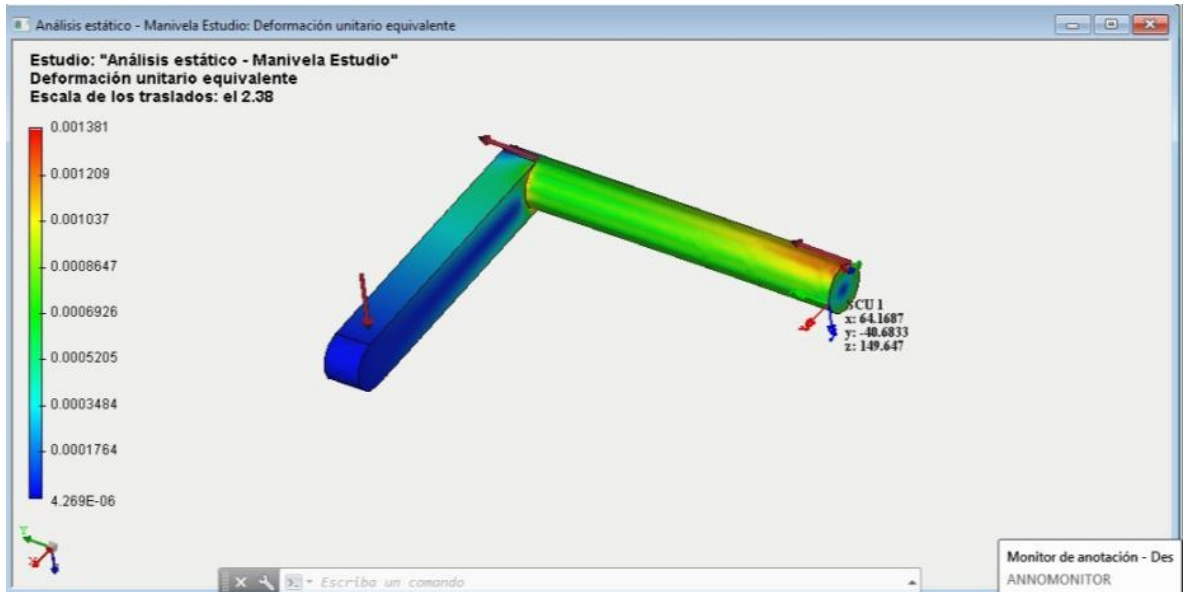 Análisis estático - Manivela Estudio: Deformación unitario equivalente
Estudio: "Análisis estático - Manivela Estudio"
Deformación unitario equivalente
Escala de los traslados: el 2.38
0.001381
0.001209
0.001037
0.0008647
0.0006926
0.0005205
0.0003484
0.0001764
4.269E-06
SCU 1
x: 64.1687
y: -40.6833
z: 149.647
Y
X
Escriba un comando
Monitor de anotación - Des
ANNOMONITOR